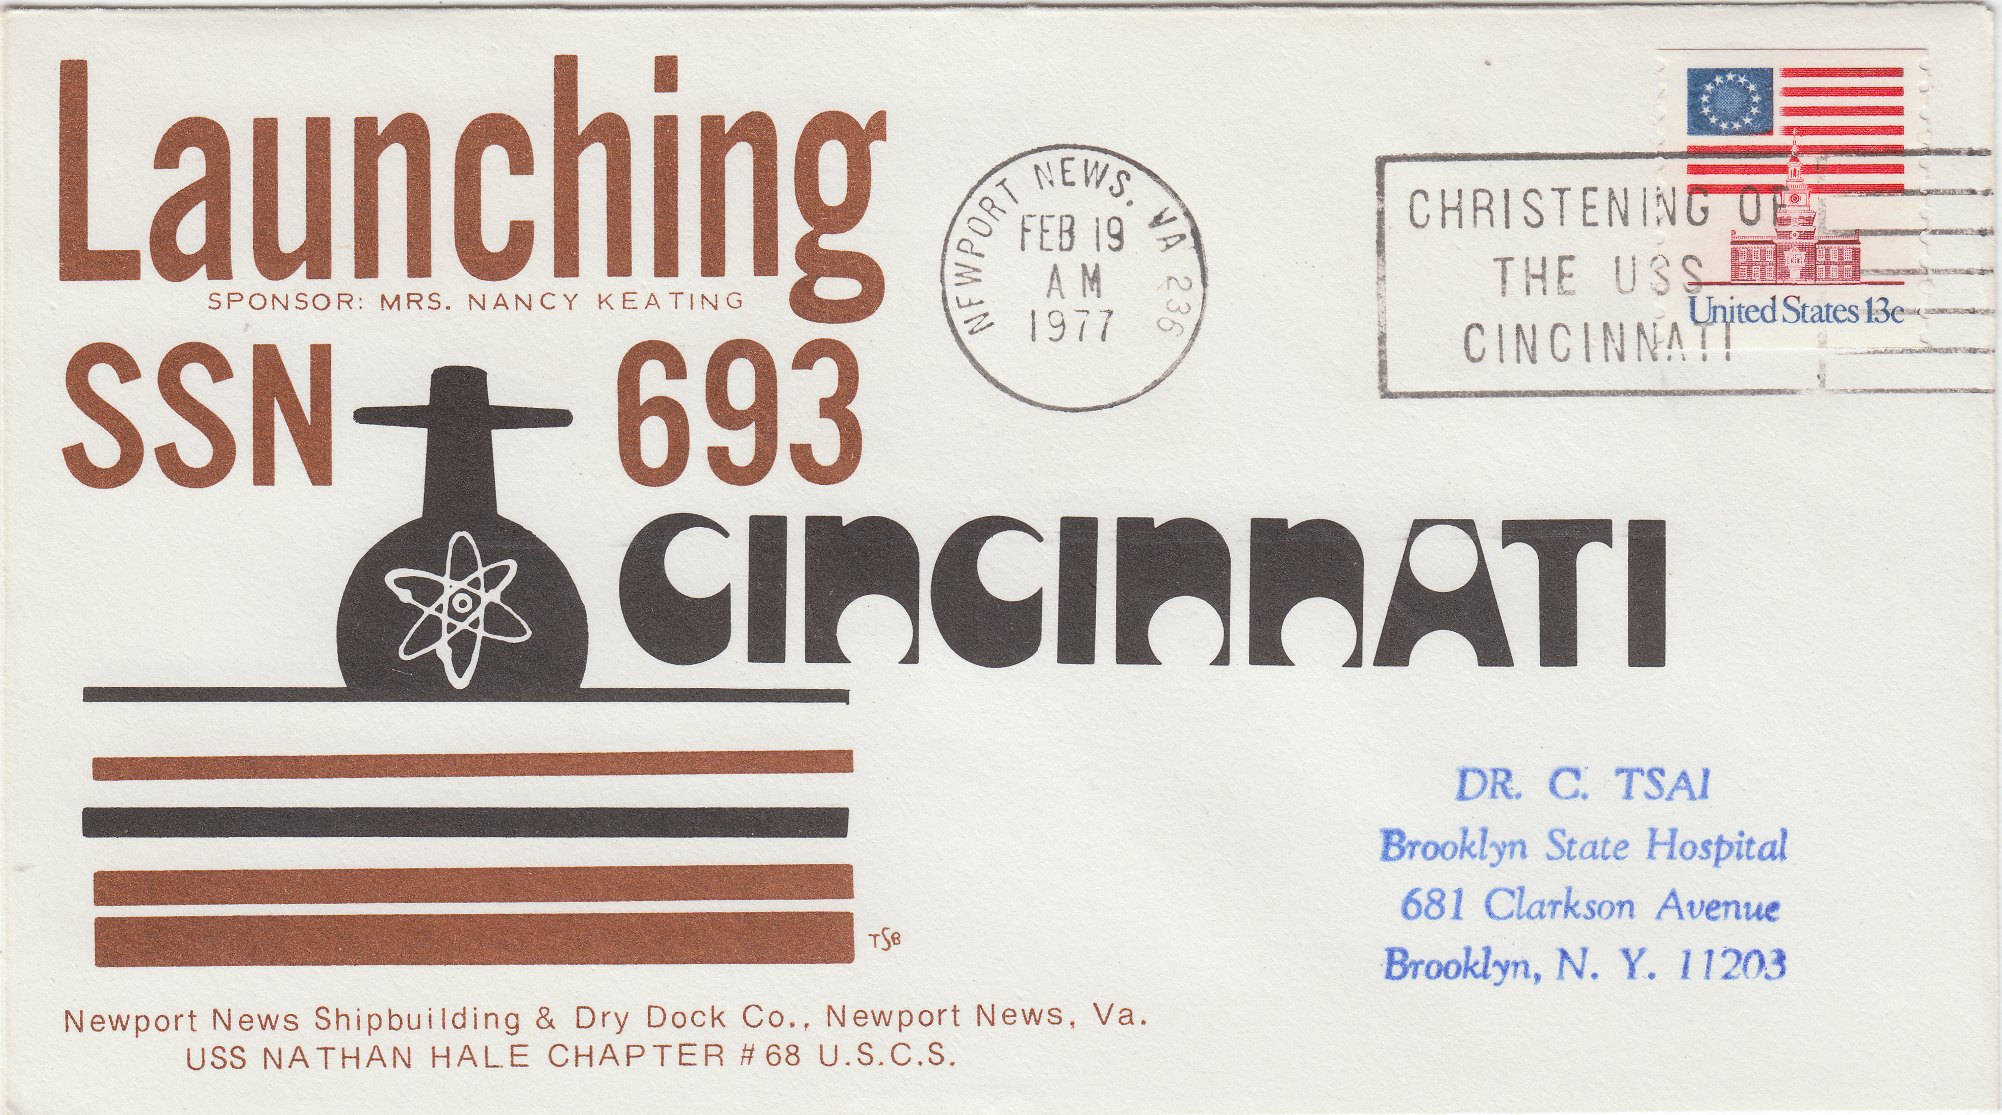 Launching
SPONSOR: MRS. NANCY KEATING
SSN 693
CINCINNATI
NEWPORT NEWS, VA 236
FEB 19
AM
1977
CHRISTENING OF
THE USS
CINCINNATI
United States 13c
DR. C. TSAI
Brooklyn State Hospital
681 Clarkson Avenue
Brooklyn, N. Y. 11203
TSB
Newport News Shipbuilding & Dry Dock Co., Newport News, Va.
USS NATHAN HALE CHAPTER #68 U.S.C.S.